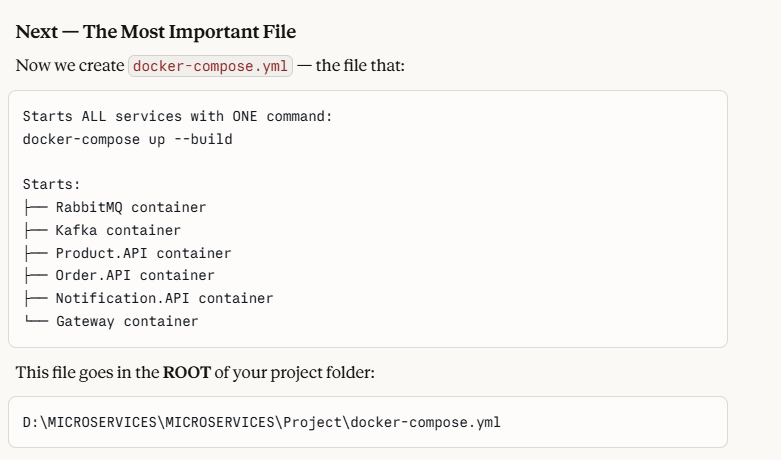 Next — The Most Important File
Now we create docker-compose.yml — the file that:
Starts ALL services with ONE command:
docker-compose up --build
Starts:
├── RabbitMQ container
├── Kafka container
├── Product.API container
├── Order.API container
├── Notification.API container
└── Gateway container
This file goes in the ROOT of your project folder:
D:\MICROSERVICES\MICROSERVICES\Project\docker-compose.yml